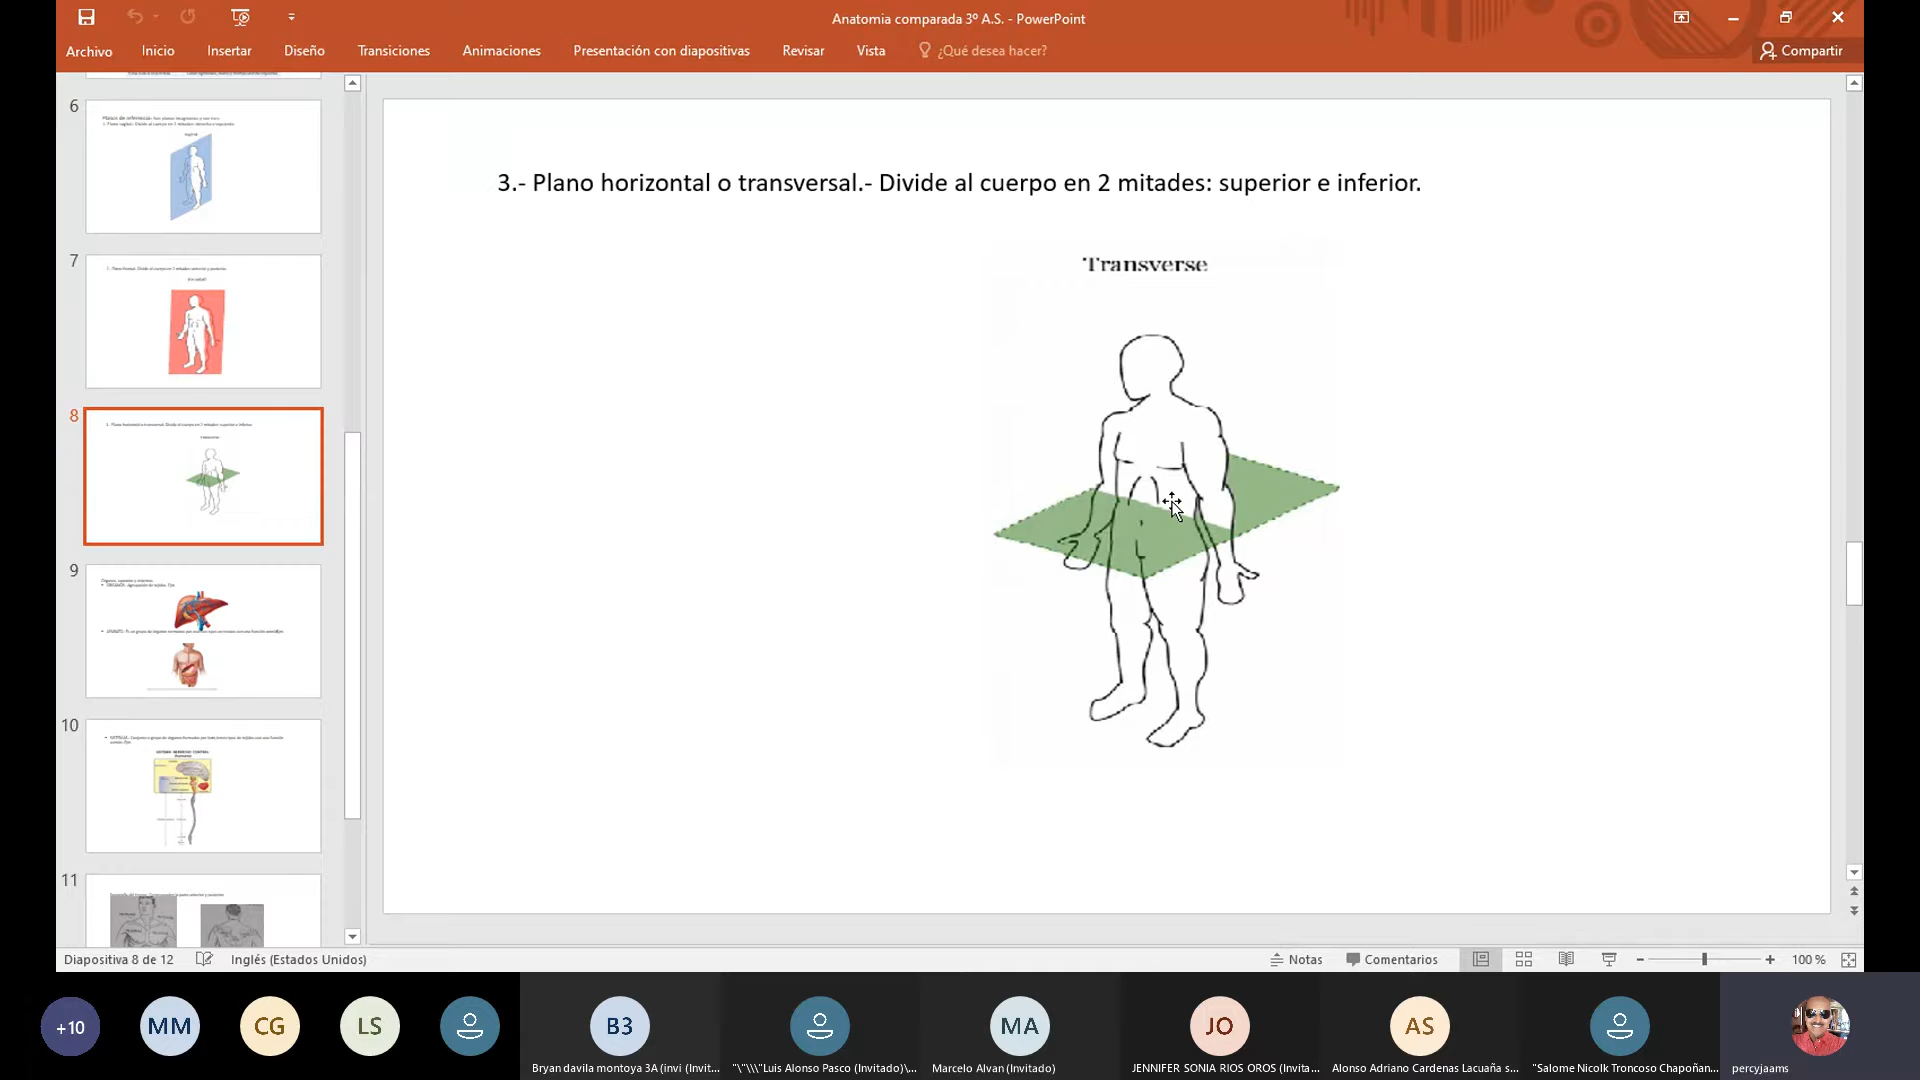 Anatomia comparada 3º A.S. - PowerPoint
Archivo Inicio Insertar Diseño Transiciones Animaciones Presentación con diapositivas Revisar Vista ¿Qué desea hacer? Compartir
6
7
8
9
10
11
3.- Plano horizontal o transversal.- Divide al cuerpo en 2 mitades: superior e inferior.
Transverse
Diapositiva 8 de 12 Inglés (Estados Unidos) Notas Comentarios 100 %
+10 MM CG LS B3 MA JO AS
Bryan davila montoya 3A (invi (Invit... "\"\\\"Luis Alonso Pasco (Invitado)\... Marcelo Alvan (Invitado) JENNIFER SONIA RIOS OROS (Invita... Alonso Adriano Cardenas Lacuaña s... "Salome Nicolk Troncoso Chapoñan... percyjaams